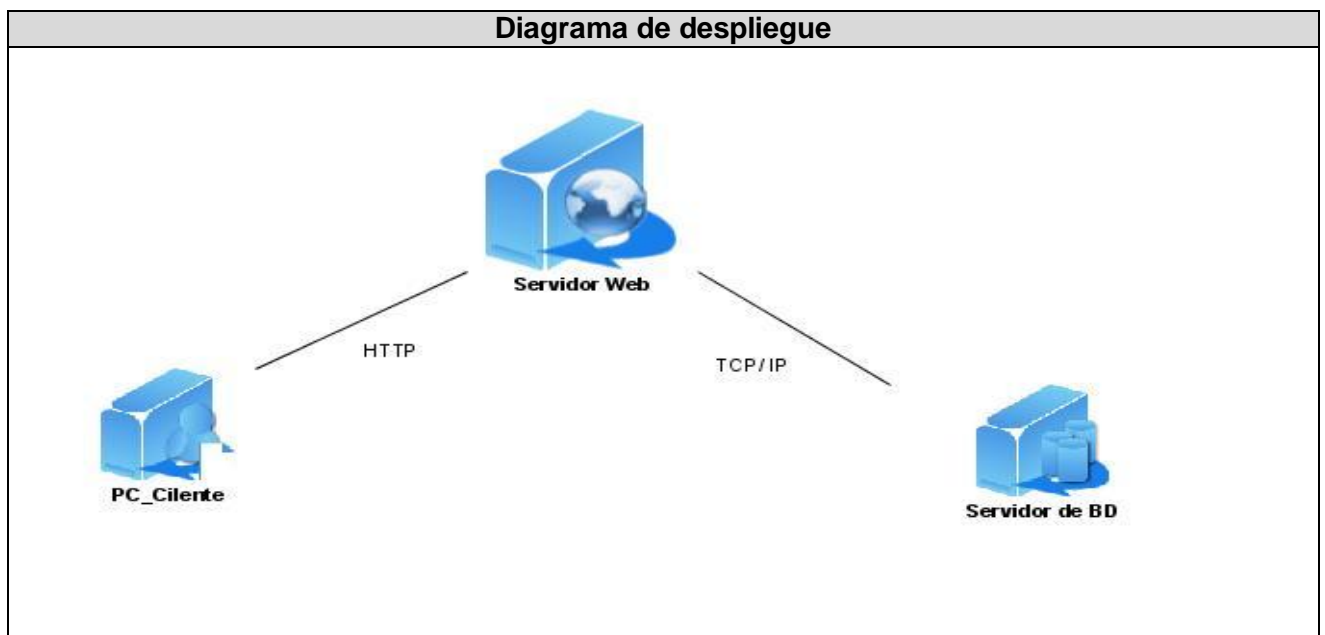 Diagrama de despliegue
Servidor Web
HTTP
TCP/IP
PC_Cilente
Servidor de BD